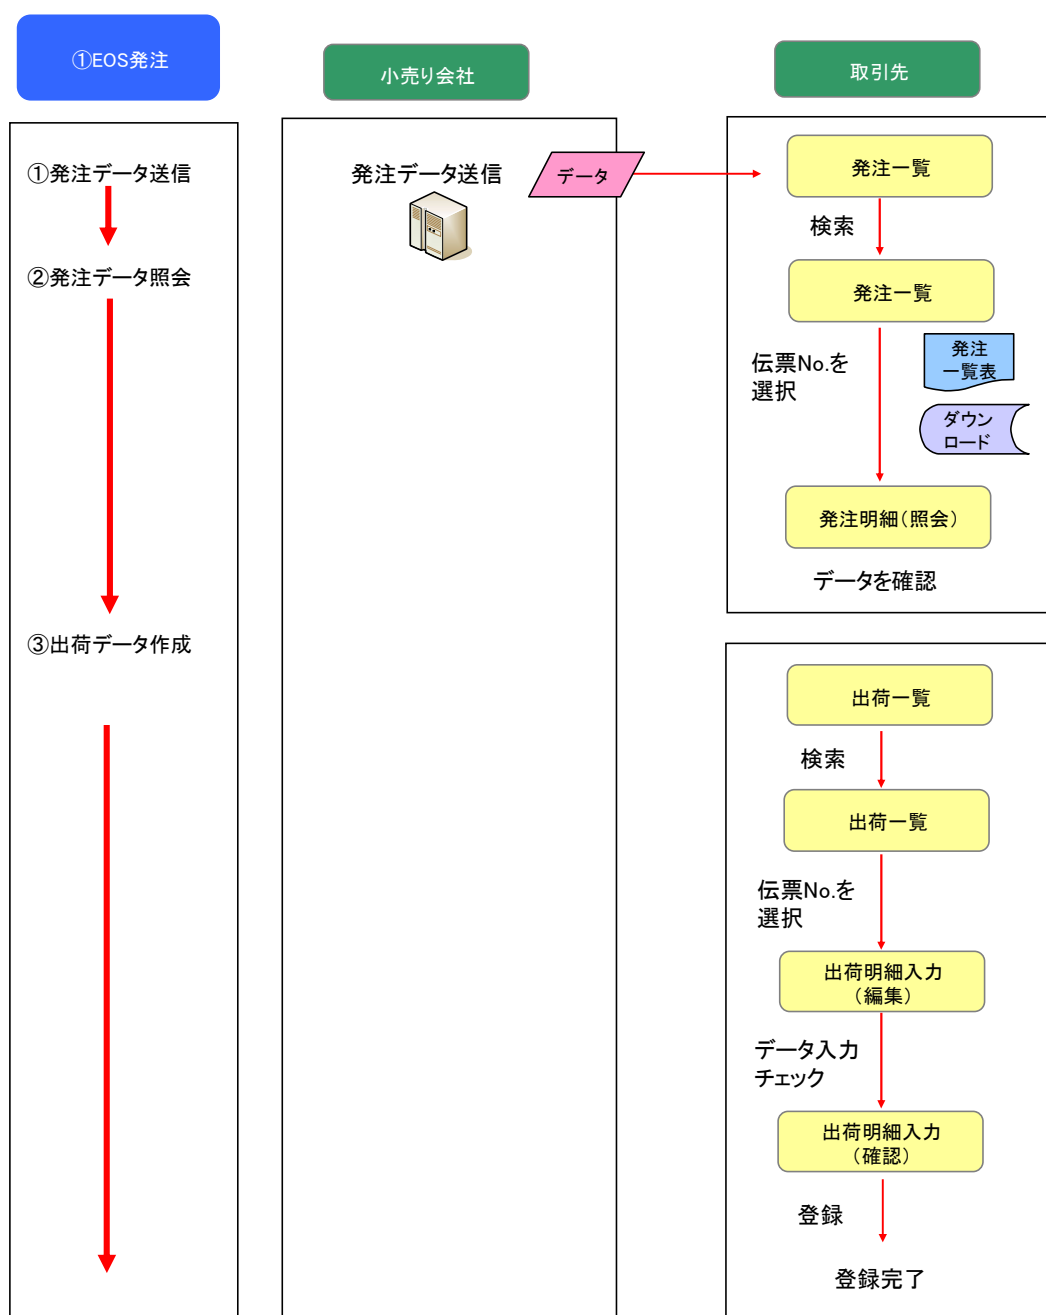 ①EOS発注
小売り会社
取引先
①発注データ送信
②発注データ照会
③出荷データ作成
発注データ送信
データ
発注一覧
検索
発注一覧
伝票No.を
選択
発注
一覧表
ダウン
ロード
発注明細（照会）
データを確認
出荷一覧
検索
出荷一覧
伝票No.を
選択
出荷明細入力
（編集）
データ入力
チェック
出荷明細入力
（確認）
登録
登録完了